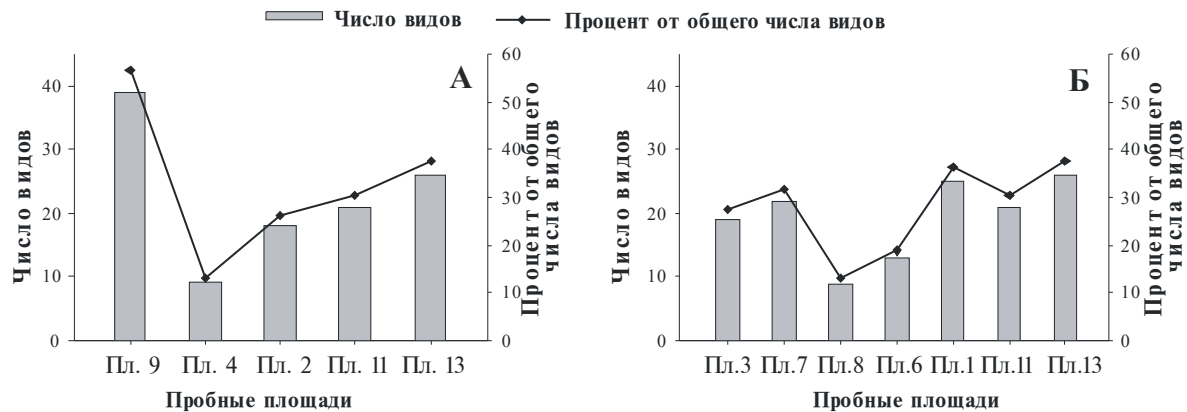 Число видов
Процент от общего числа видов
А
Число видов
40
30
20
10
0
60
50
40
30
20
10
0
Процент от общего
числа видов
Пл. 9 Пл. 4 Пл. 2 Пл. 11 Пл. 13
Пробные площади
Б
Число видов
40
30
20
10
0
60
50
40
30
20
10
0
Процент от общего
числа видов
Пл.3 Пл.7 Пл.8 Пл.6 Пл.1 Пл.11 Пл.13
Пробные площади